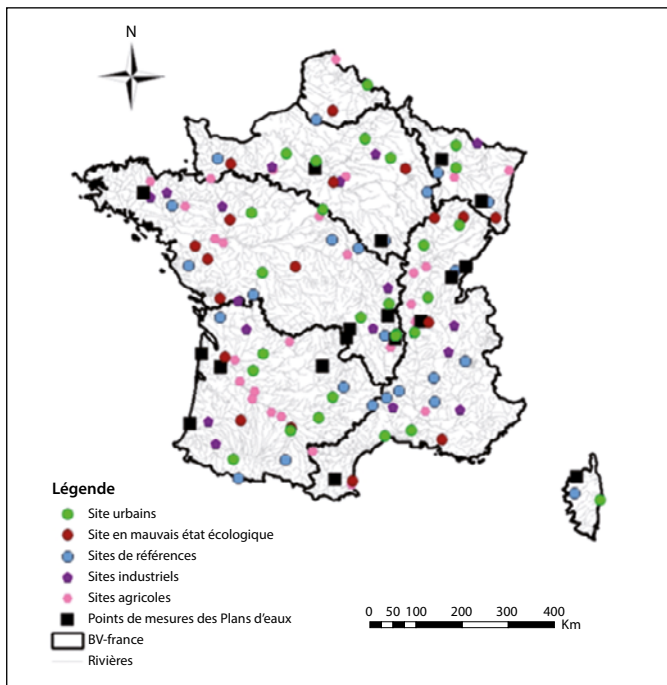 N
Légende
Site urbains
Site en mauvais état écologique
Sites de références
Sites industriels
Sites agricoles
Points de mesures des Plans d'eaux
BV-france
Rivières
0 50 100 200 300 400
Km